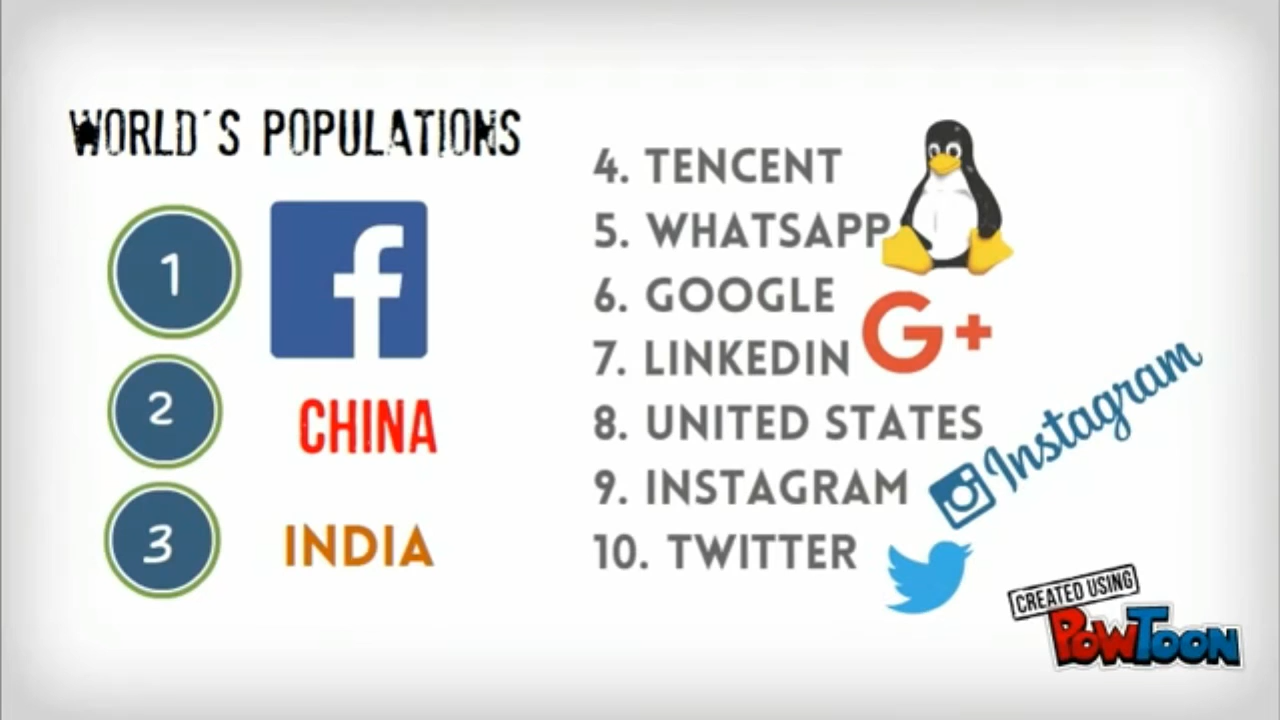 WORLD´S POPULATIONS
1
f
2
CHINA
3
INDIA
4. TENCENT
5. WHATSAPP
6. GOOGLE
G+
7. LINKEDIN
8. UNITED STATES
9. INSTAGRAM
Instagram
10. TWITTER
CREATED USING
POWTOON